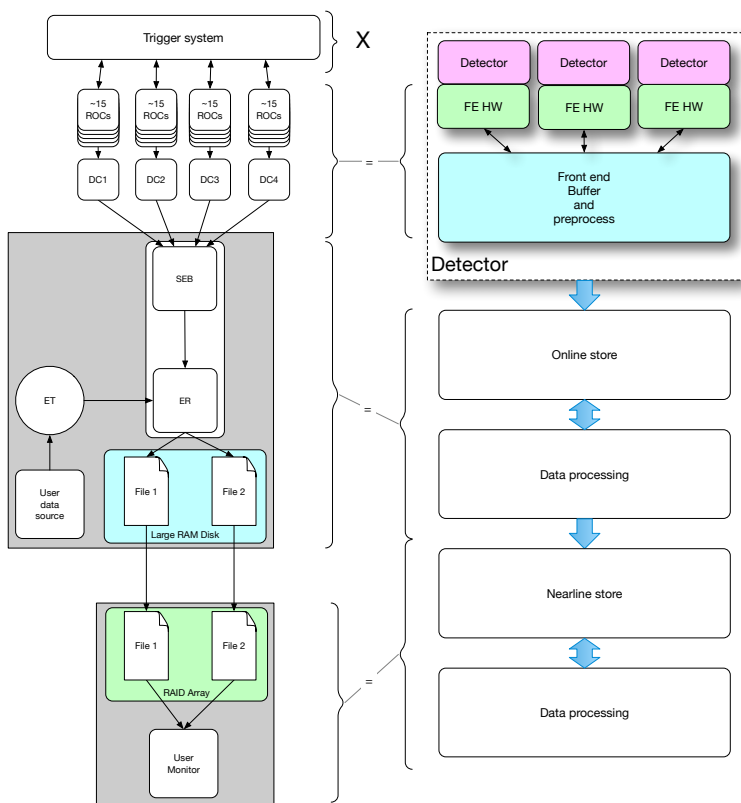 Trigger system
X
~15
ROCs
~15
ROCs
~15
ROCs
~15
ROCs
DC1
DC2
DC3
DC4
=
SEB
ET
ER
=
User
data
source
File 1
File 2
Large RAM Disk
File 1
File 2
RAID Array
=
User
Monitor
Detector
Detector
Detector
FE HW
FE HW
FE HW
Front end
Buffer
and
preprocess
Detector
Online store
Data processing
Nearline store
Data processing